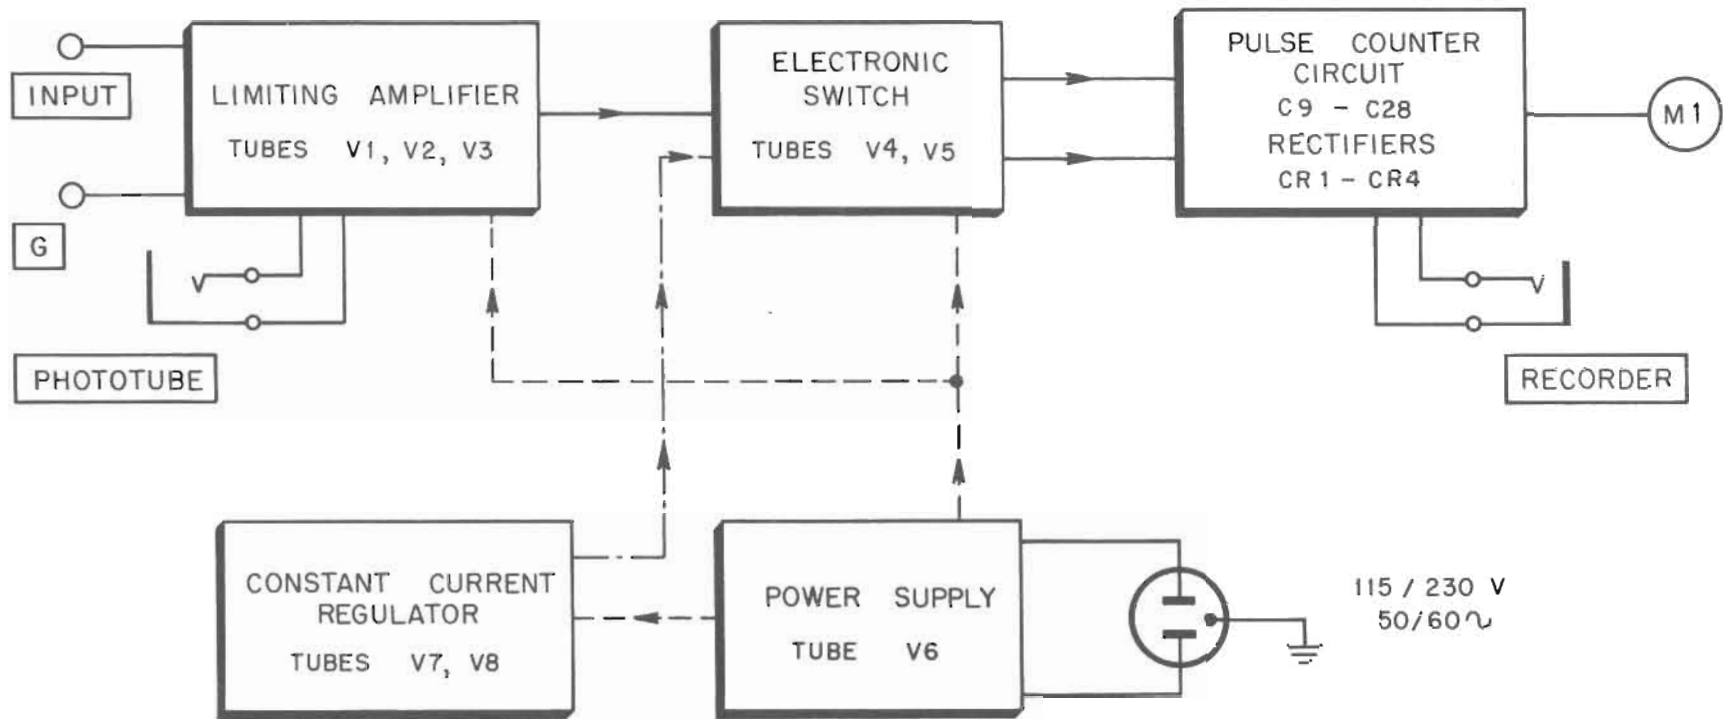 INPUT
G
PHOTOTUBE
LIMITING AMPLIFIER
TUBES V1, V2, V3
ELECTRONIC
SWITCH
TUBES V4, V5
PULSE COUNTER
CIRCUIT
C9 - C28
RECTIFIERS
CR1 - CR4
M1
RECORDER
CONSTANT CURRENT
REGULATOR
TUBES V7, V8
POWER SUPPLY
TUBE V6
115 / 230 V
50/60∿